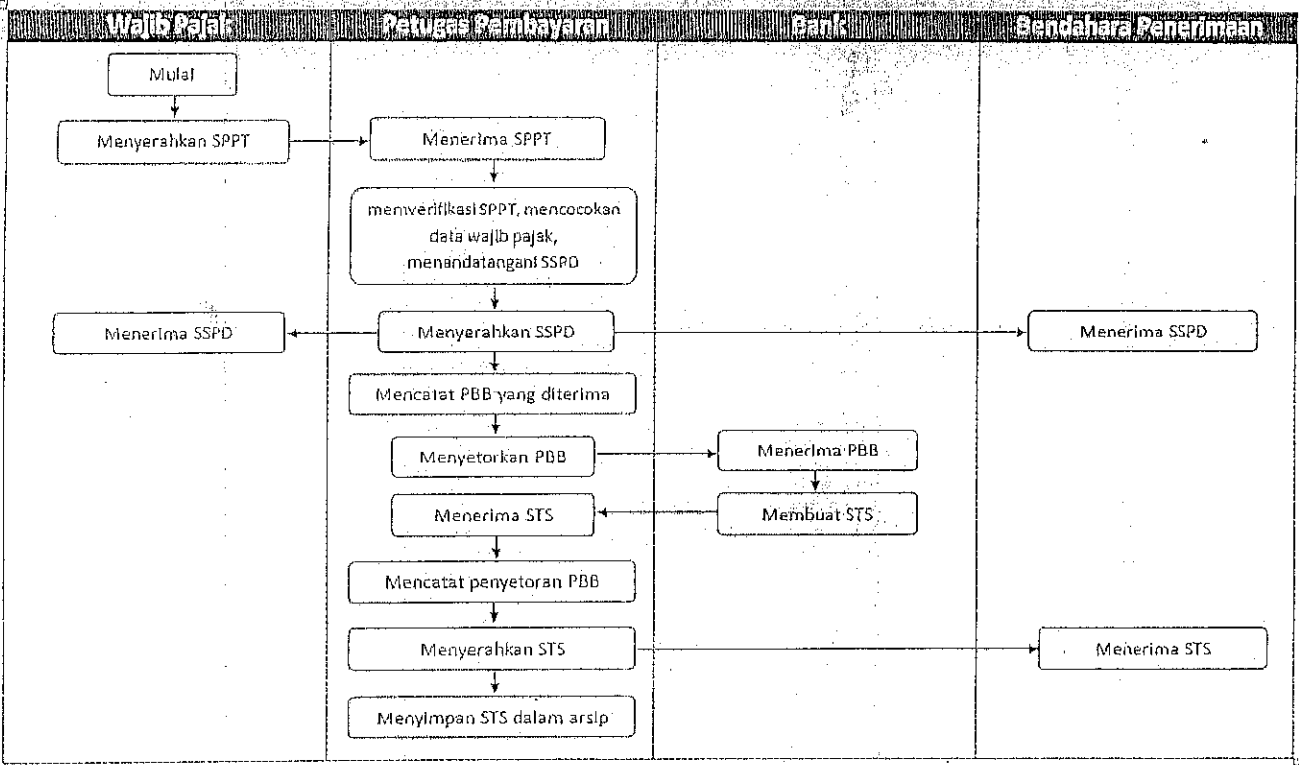 Wajib Pajak
Petugas Pembayaran
Bank
Bendahara Penerimaan
Mulai
Menyerahkan SPPT
Menerima SPPT
memverifikasi SPPT, mencocokan
data wajib pajak,
menandatangani SSPD
Menerima SSPD
Menyerahkan SSPD
Menerima SSPD
Mencatat PBB yang diterima
Menyetorkan PBB
Menerima PBB
Menerima STS
Membuat STS
Mencatat penyetoran PBB
Menyerahkan STS
Menerima STS
Menyimpan STS dalam arsip